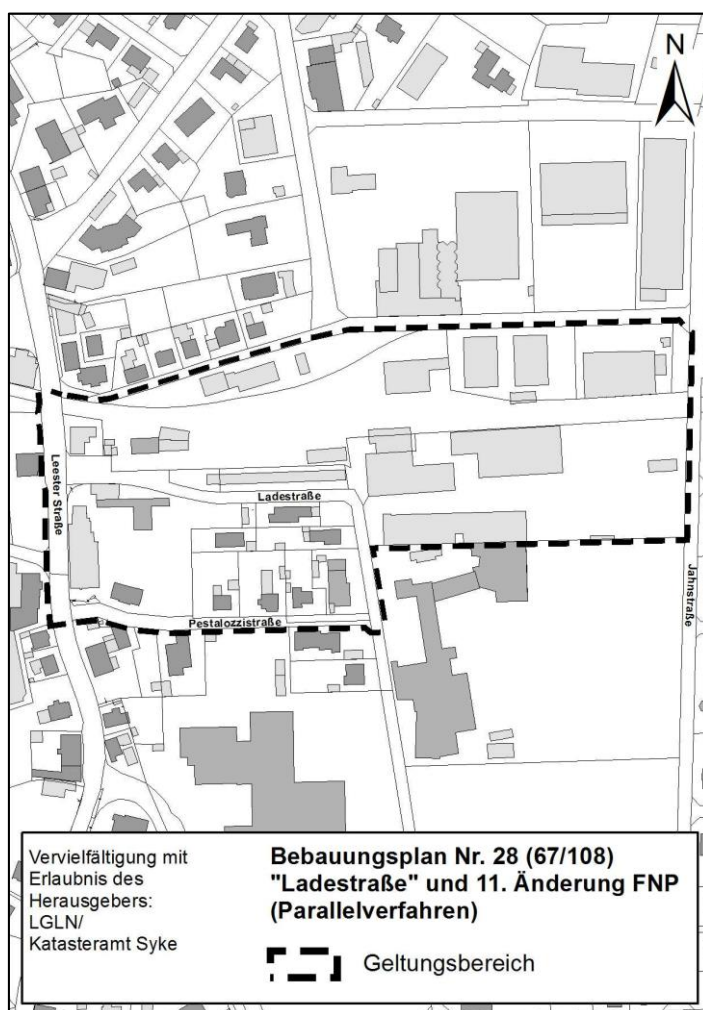 N
Leester Straße
Ladestraße
Pestalozzistraße
Jahnstraße
Vervielfältigung mit
Erlaubnis des
Herausgebers:
LGLN/
Katasteramt Syke
Bebauungsplan Nr. 28 (67/108)
"Ladestraße" und 11. Änderung FNP
(Parallelverfahren)
Geltungsbereich